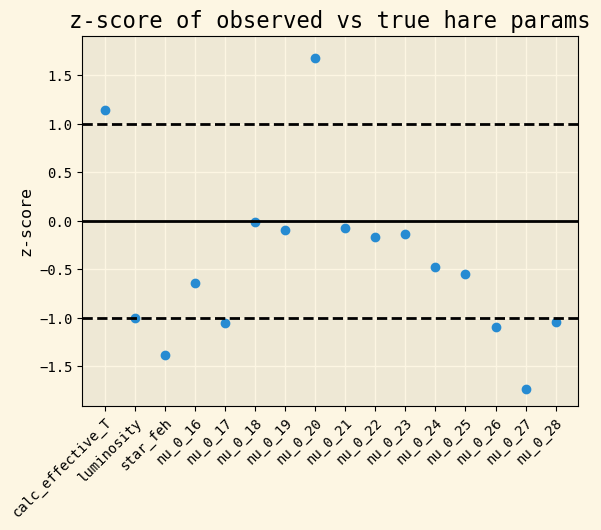 z-score of observed vs true hare params
z-score
1.5
1.0
0.5
0.0
−0.5
−1.0
−1.5
calc_effective_T
luminosity
star_feh
nu_0_16
nu_0_17
nu_0_18
nu_0_19
nu_0_20
nu_0_21
nu_0_22
nu_0_23
nu_0_24
nu_0_25
nu_0_26
nu_0_27
nu_0_28